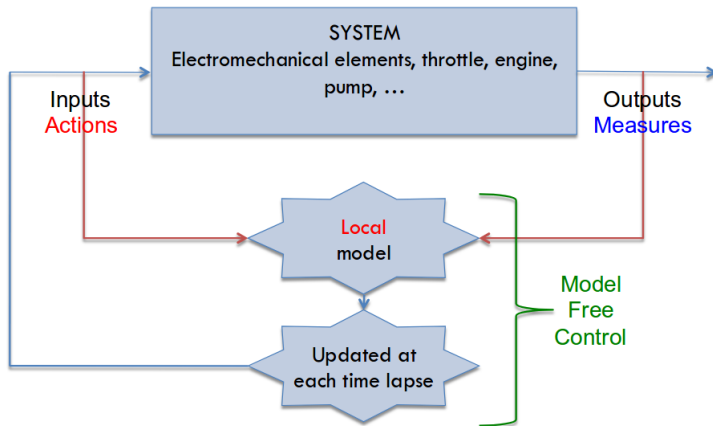 SYSTEM
Electromechanical elements, throttle, engine,
pump, ...
Inputs
Actions
Outputs
Measures
Local
model
Updated at
each time lapse
Model
Free
Control